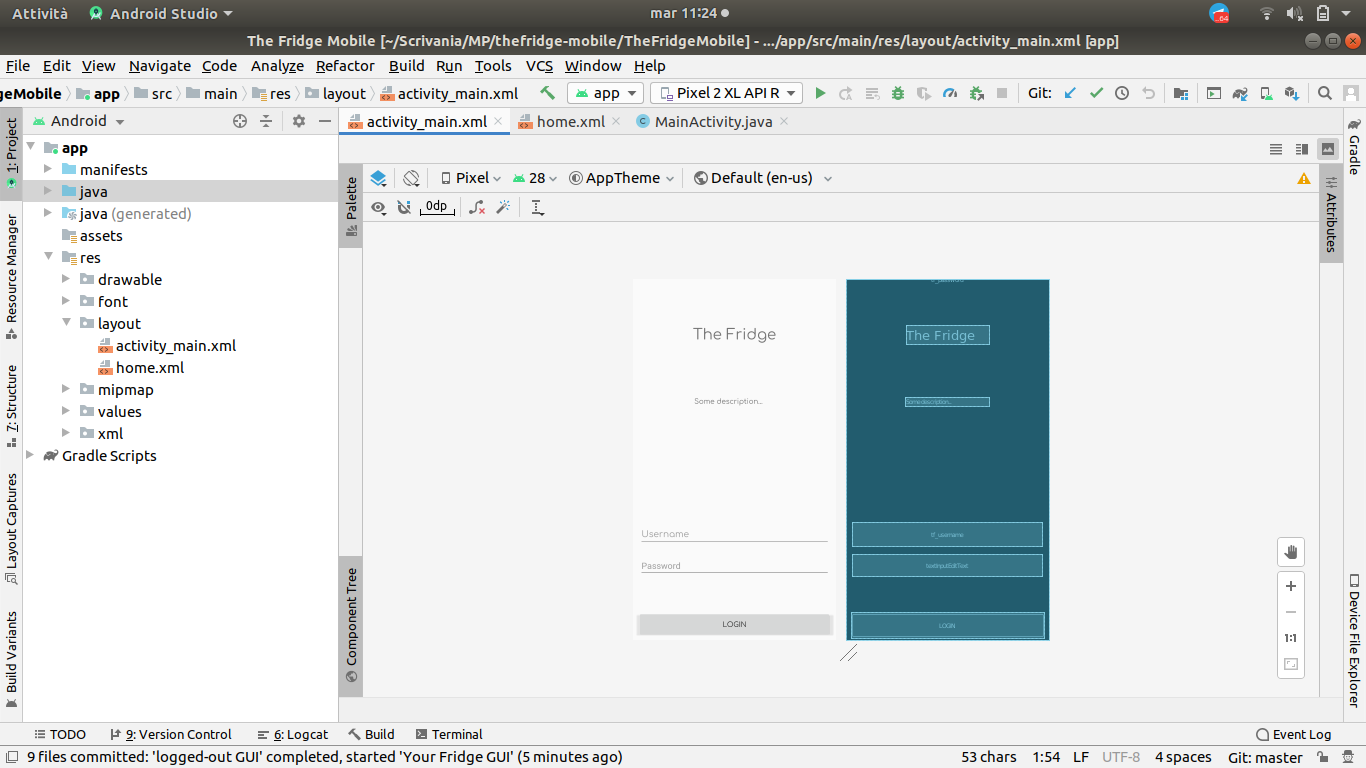 Attività Android Studio mar 11:24 64
The Fridge Mobile [~/Scrivania/MP/thefridge-mobile/TheFridgeMobile] - .../app/src/main/res/layout/activity_main.xml [app]
File Edit View Navigate Code Analyze Refactor Build Run Tools VCS Window Help
geMobile app src main res layout activity_main.xml app Pixel 2 XL API R Git:
Android
activity_main.xml home.xml MainActivity.java
1: Project
Resource Manager
7: Structure
Layout Captures
Build Variants
app
manifests
java
java (generated)
assets
res
drawable
font
layout
activity_main.xml
home.xml
mipmap
values
xml
Gradle Scripts
Palette
Component Tree
Pixel 28 AppTheme Default (en-us)
0dp
The Fridge
Some description...
Username
Password
LOGIN
The Fridge
Some description...
tf_username
textInputEditText
LOGIN
1:1
Gradle
Attributes
Device File Explorer
TODO 9: Version Control 6: Logcat Build Terminal Event Log
9 files committed: 'logged-out GUI' completed, started 'Your Fridge GUI' (5 minutes ago) 53 chars 1:54 LF UTF-8 4 spaces Git: master